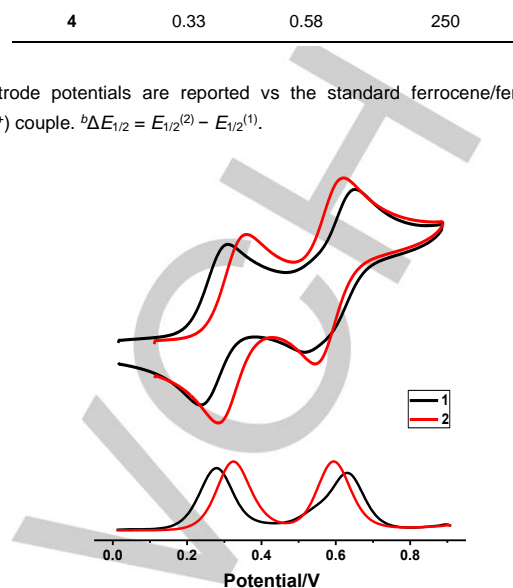 4 0.33 0.58 250
trode potentials are reported vs the standard ferrocene/fer
⁺) couple. ᵇΔE₁/₂ = E₁/₂⁽²⁾ − E₁/₂⁽¹⁾.
1
2
0.0 0.2 0.4 0.6 0.8
Potential/V